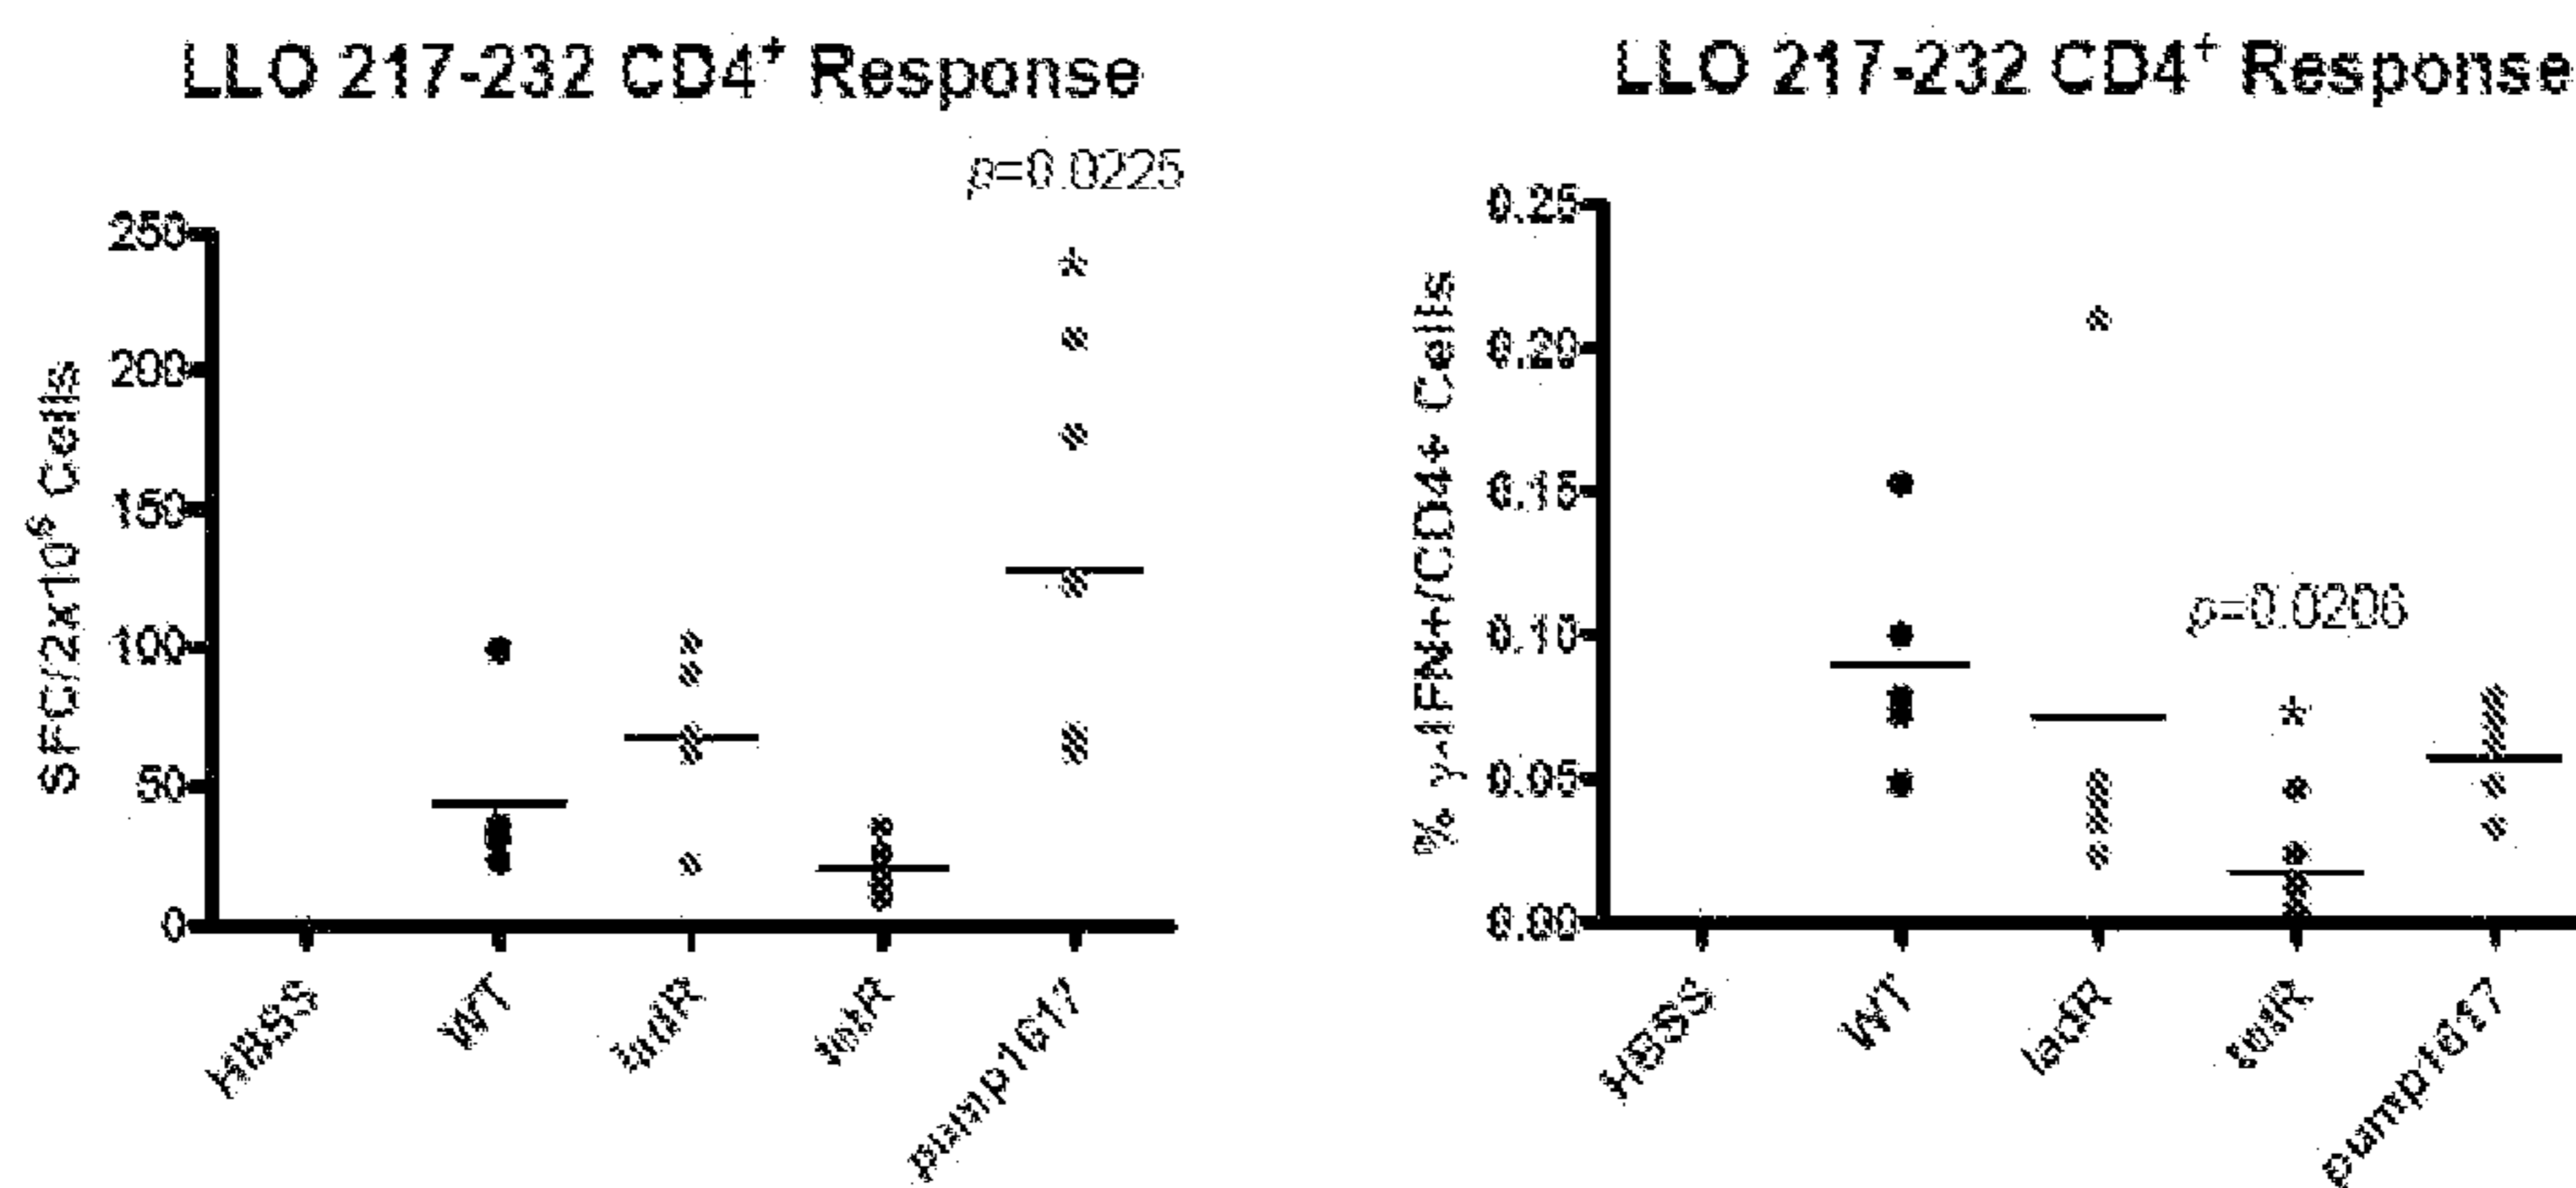 LLO 217-232 CD4⁺ Response
p=0.0225
250
200
150
100
50
0
SFC/2x10⁶ Cells
HBSS
WT
ladR
tetR
pump1617
LLO 217-232 CD4⁺ Response
p=0.0206
0.25
0.20
0.15
0.10
0.05
0.00
% γ-IFN+/CD4+ Cells
HBSS
WT
ladR
tetR
pump1617